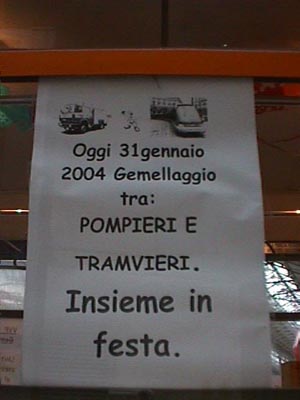 Oggi 31gennaio
2004 Gemellaggio
tra:
POMPIERI E
TRAMVIERI.
Insieme in
festa.